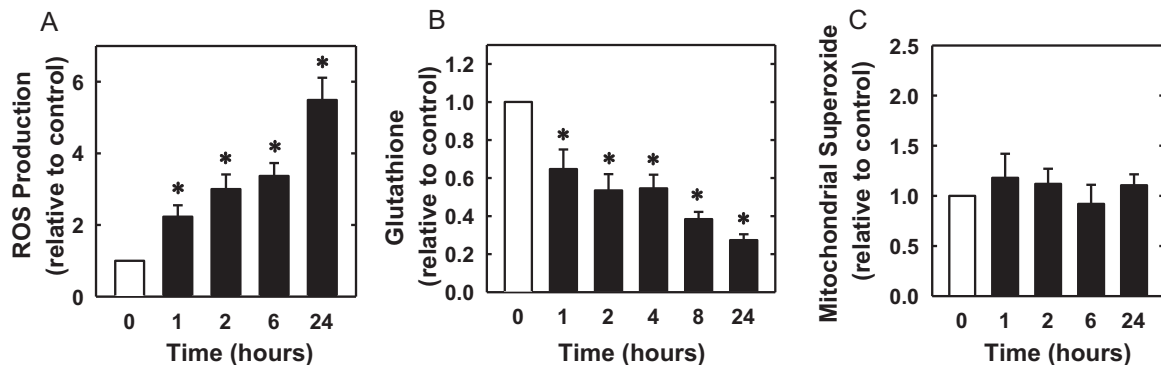 A
ROS Production
(relative to control)
6
4
2
0
*
*
*
*
0 1 2 6 24
Time (hours)
B
Glutathione
(relative to control)
1.2
1.0
0.8
0.6
0.4
0.2
0.0
*
*
*
*
*
0 1 2 4 8 24
Time (hours)
C
Mitochondrial Superoxide
(relative to control)
2.5
2.0
1.5
1.0
0.5
0.0
0 1 2 6 24
Time (hours)